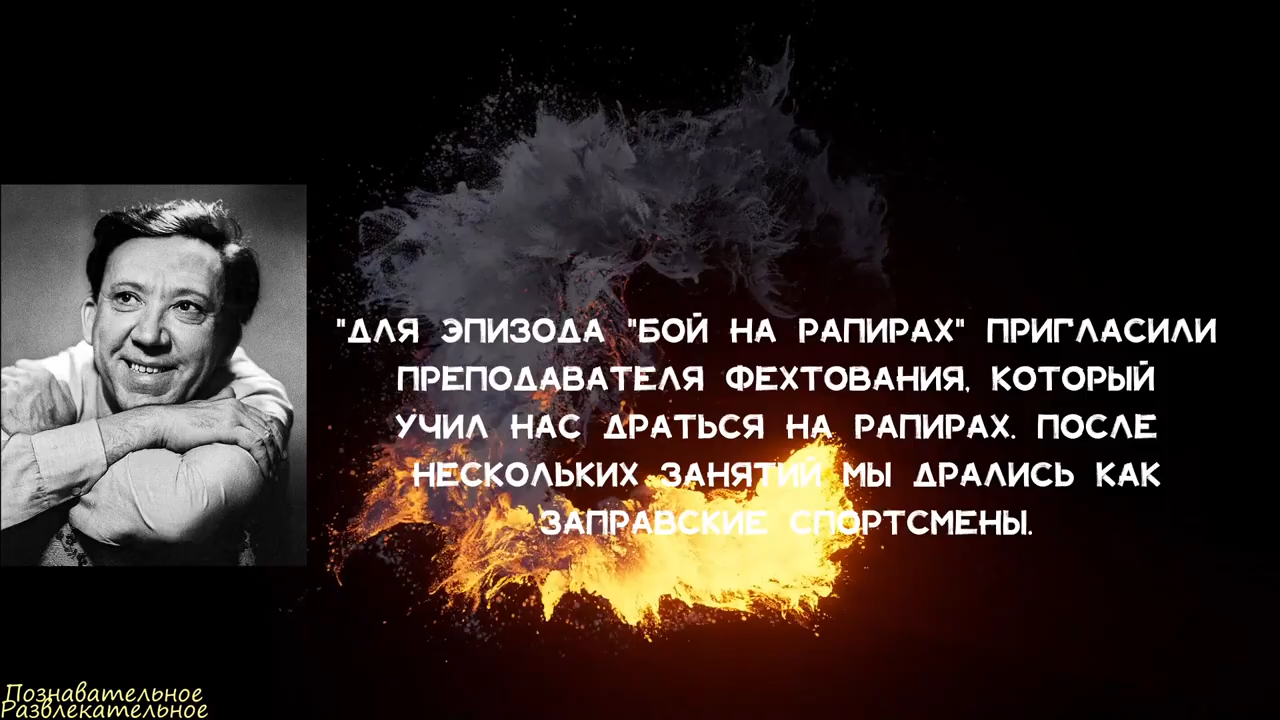 "ДЛЯ ЭПИЗОДА "БОЙ НА РАПИРАХ" ПРИГЛАСИЛИ
ПРЕПОДАВАТЕЛЯ ФЕХТОВАНИЯ, КОТОРЫЙ
УЧИЛ НАС ДРАТЬСЯ НА РАПИРАХ. ПОСЛЕ
НЕСКОЛЬКИХ ЗАНЯТИЙ МЫ ДРАЛИСЬ КАК
ЗАПРАВСКИЕ СПОРТСМЕНЫ.
Познавательное
Развлекательное